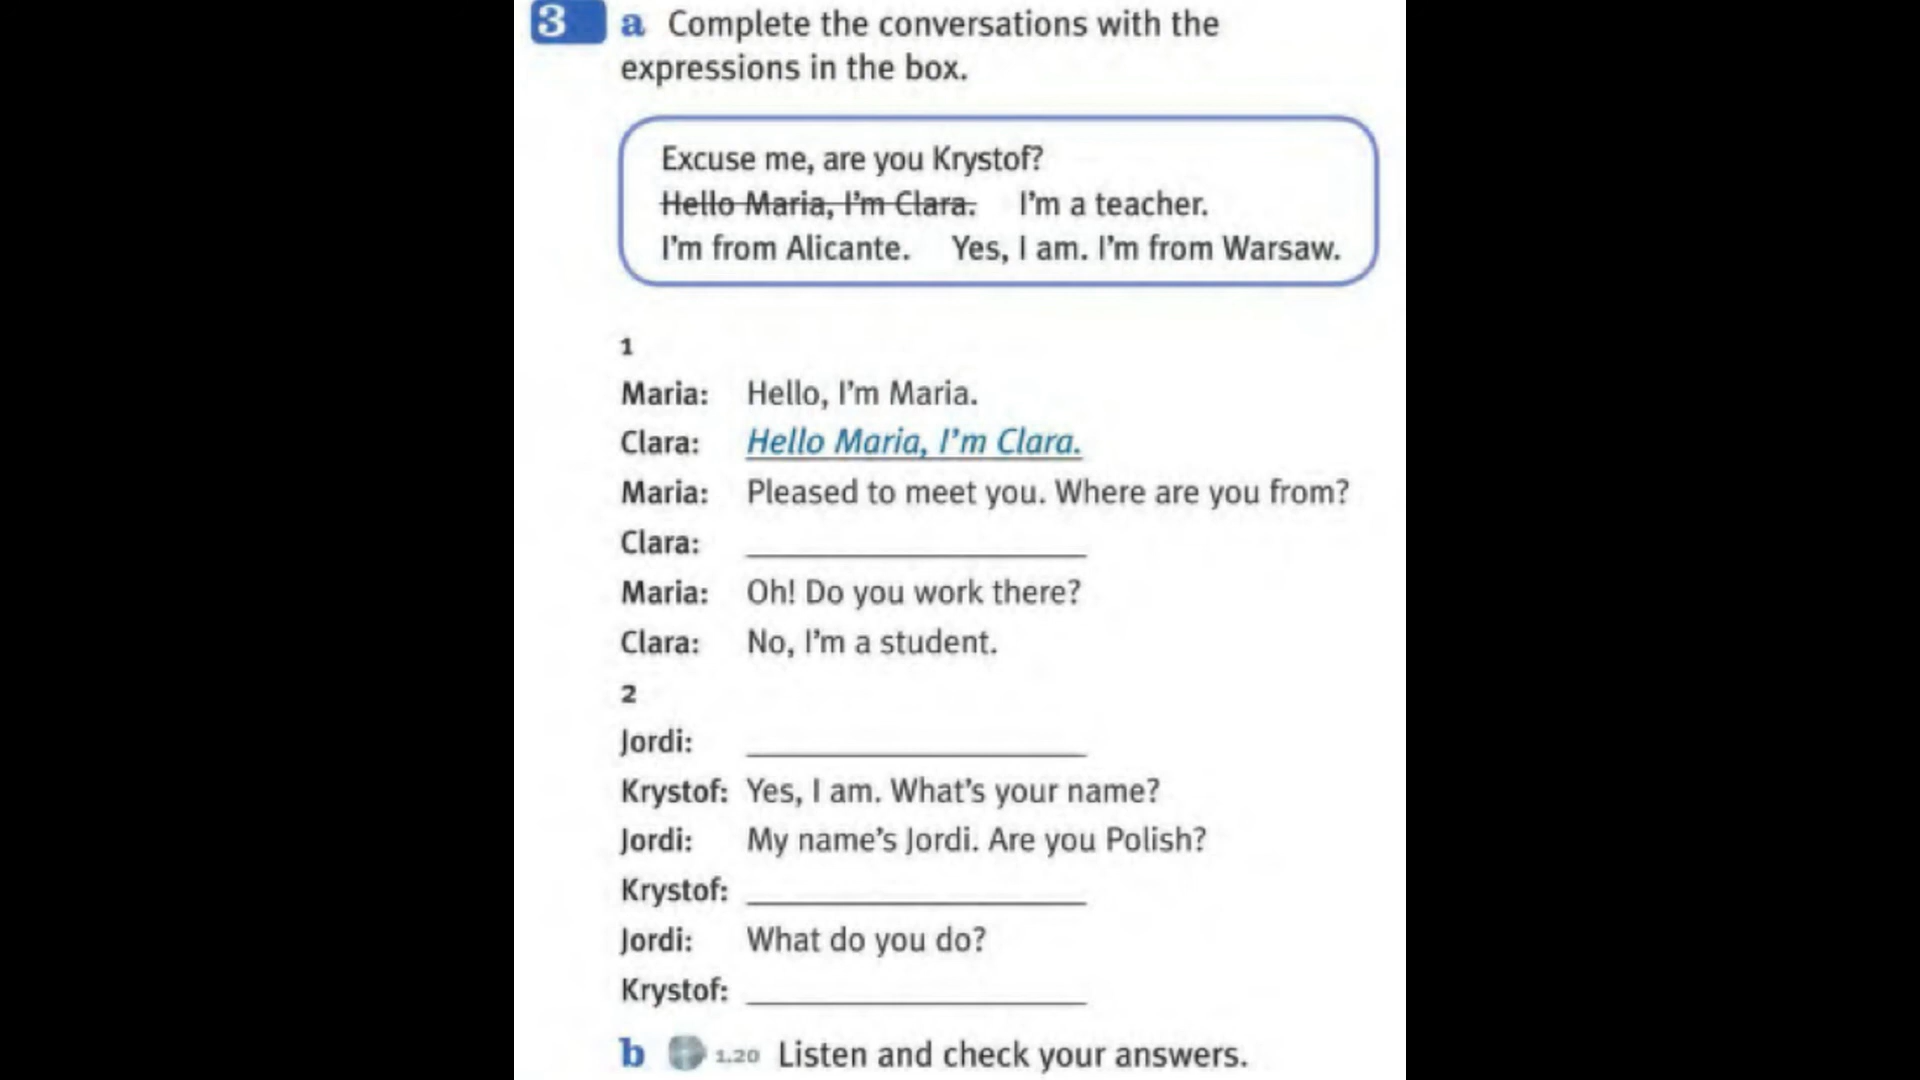 3 a Complete the conversations with the
expressions in the box.
Excuse me, are you Krystof?
Hello Maria, I'm Clara. I'm a teacher.
I'm from Alicante. Yes, I am. I'm from Warsaw.
1
Maria: Hello, I'm Maria.
Clara: Hello Maria, I'm Clara.
Maria: Pleased to meet you. Where are you from?
Clara:
Maria: Oh! Do you work there?
Clara: No, I'm a student.
2
Jordi:
Krystof: Yes, I am. What's your name?
Jordi: My name's Jordi. Are you Polish?
Krystof:
Jordi: What do you do?
Krystof:
b 1.20 Listen and check your answers.